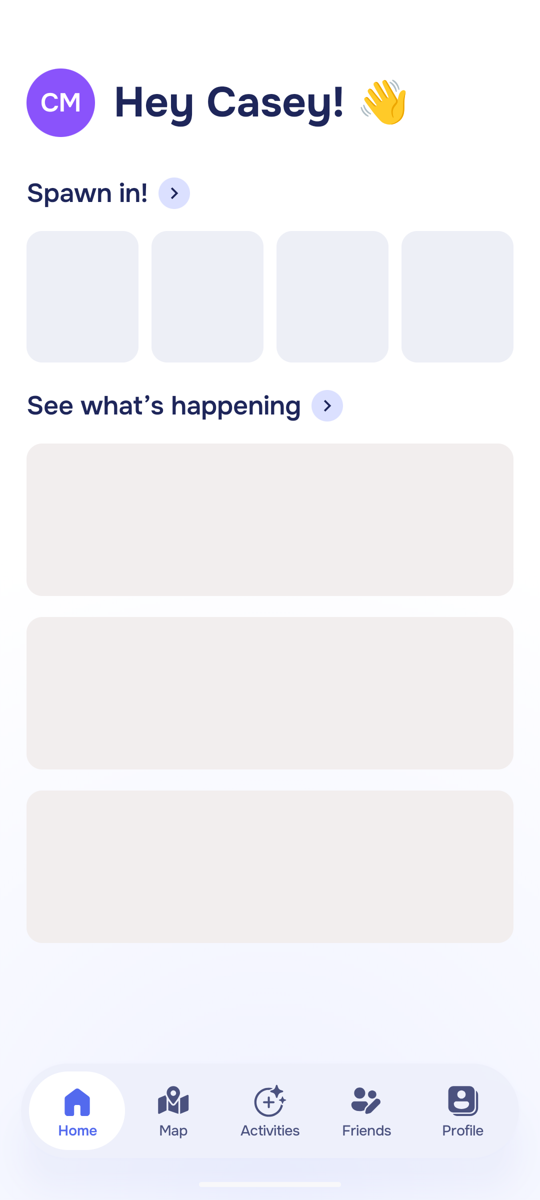 CM
Hey Casey! 👋
Spawn in!
See what’s happening
Home
Map
Activities
Friends
Profile